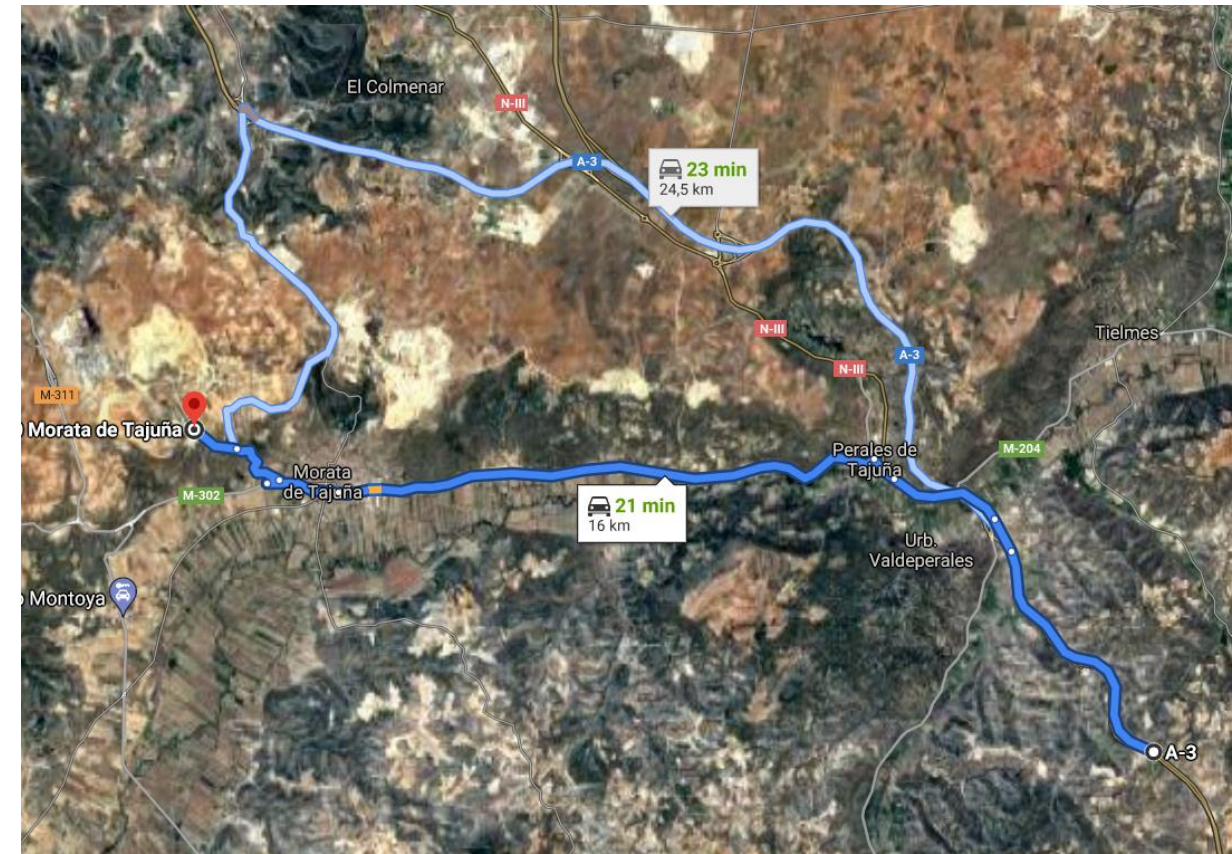 El Colmenar
N-III
A-3
23 min
24,5 km
N-III
Tielmes
A-3
N-III
M-311
Morata de Tajuña
Perales de
Tajuña
M-204
Morata
de Tajuña
M-302
21 min
16 km
Urb.
Valdeperales
Montoya
A-3